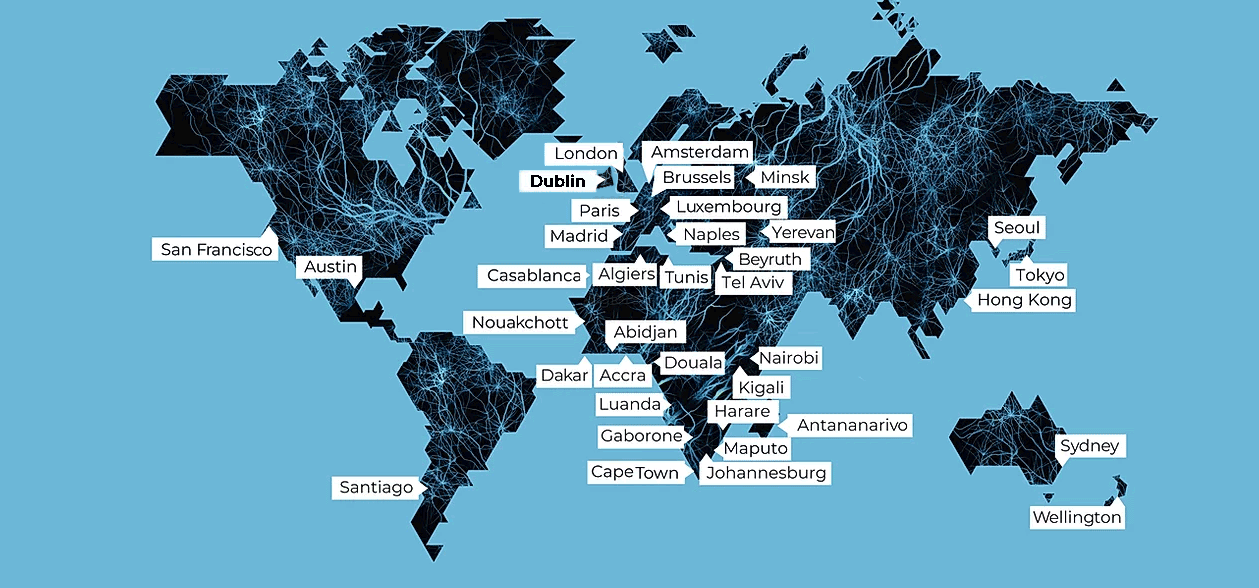 London
Amsterdam
Dublin
Brussels
Minsk
Paris
Luxembourg
Madrid
Naples
Yerevan
Seoul
San Francisco
Austin
Casablanca
Algiers
Tunis
Beyruth
Tel Aviv
Tokyo
Hong Kong
Nouakchott
Abidjan
Dakar
Accra
Douala
Nairobi
Kigali
Luanda
Harare
Antananarivo
Gaborone
Maputo
Sydney
Cape Town
Johannesburg
Santiago
Wellington